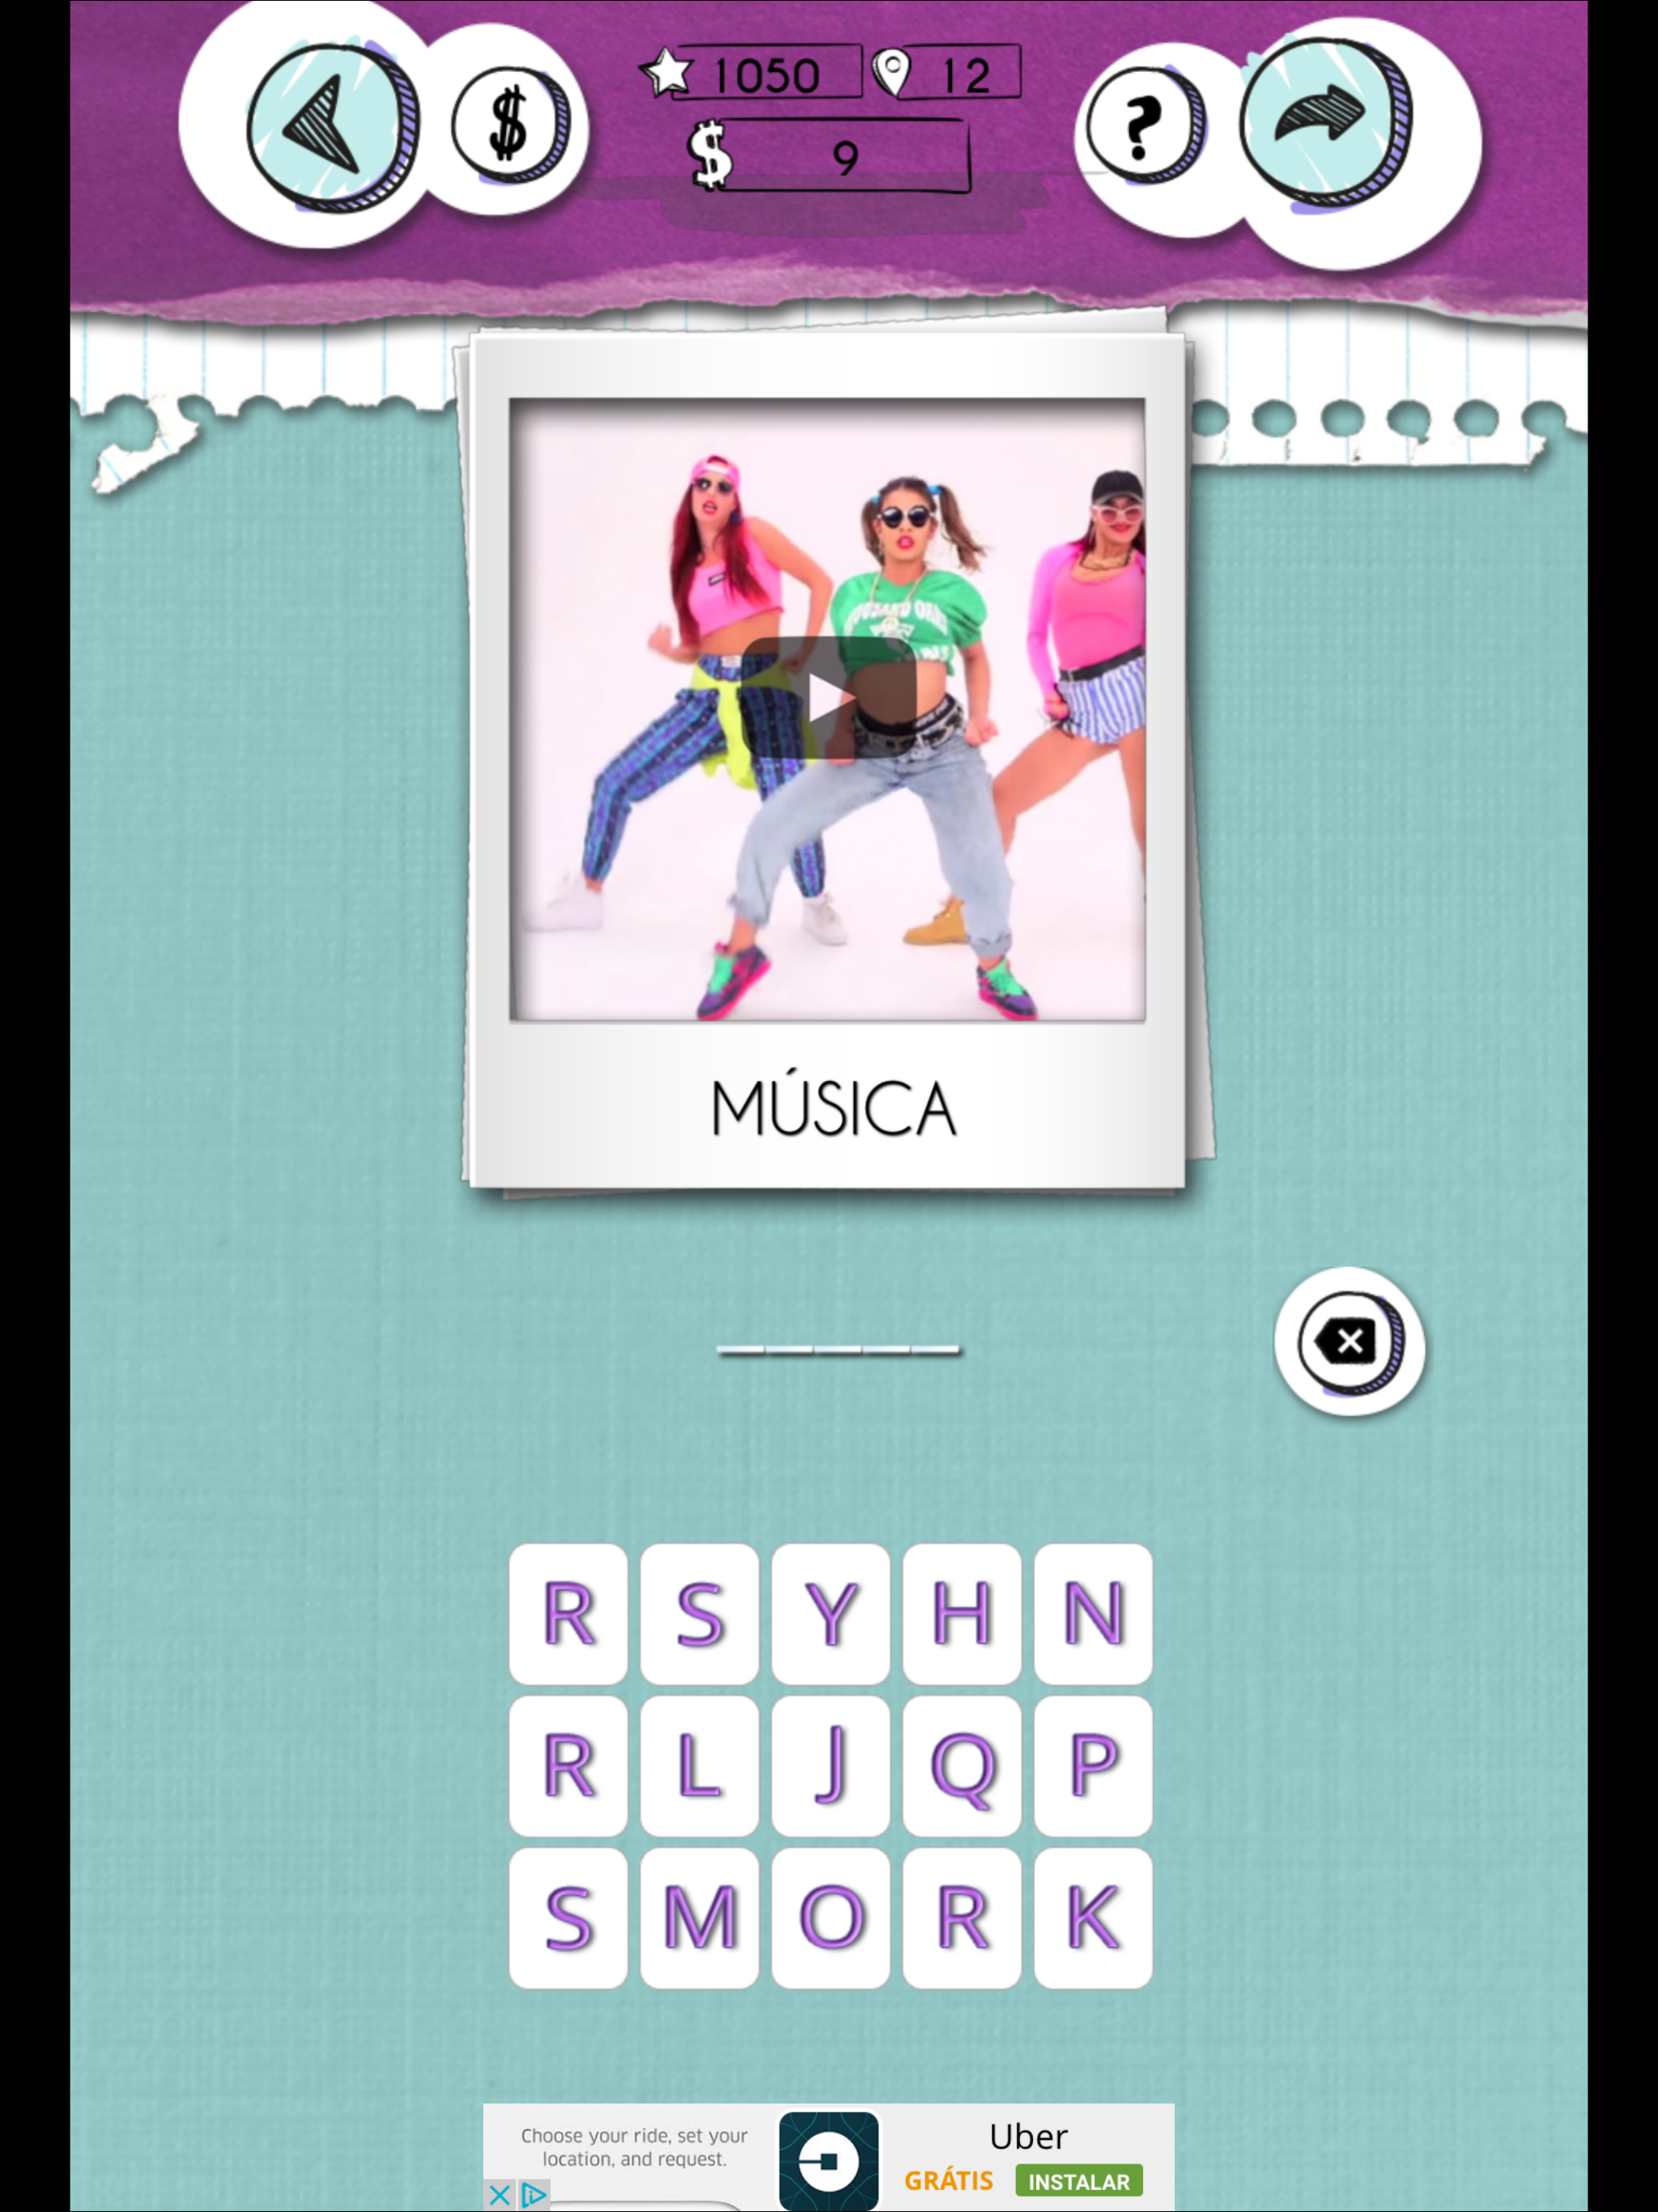 1050
12
$
9
?
MÚSICA
R S Y H N
R L J Q P
S M O R K
Choose your ride, set your
location, and request.
Uber
GRÁTIS
INSTALAR